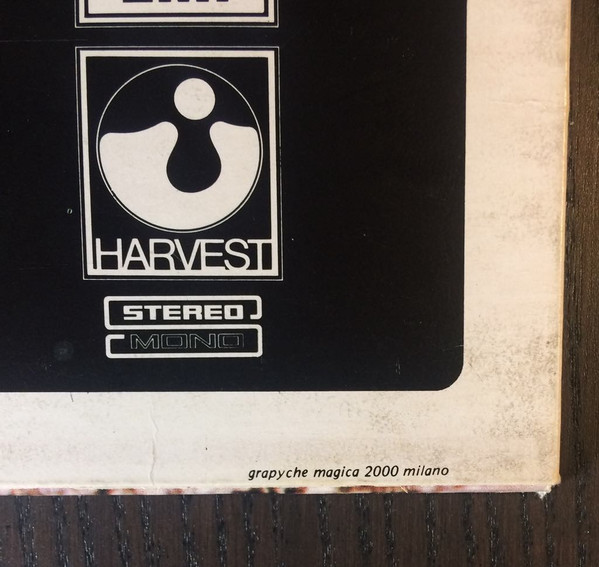 HARVEST
STEREO
MONO
grapyche magica 2000 milano